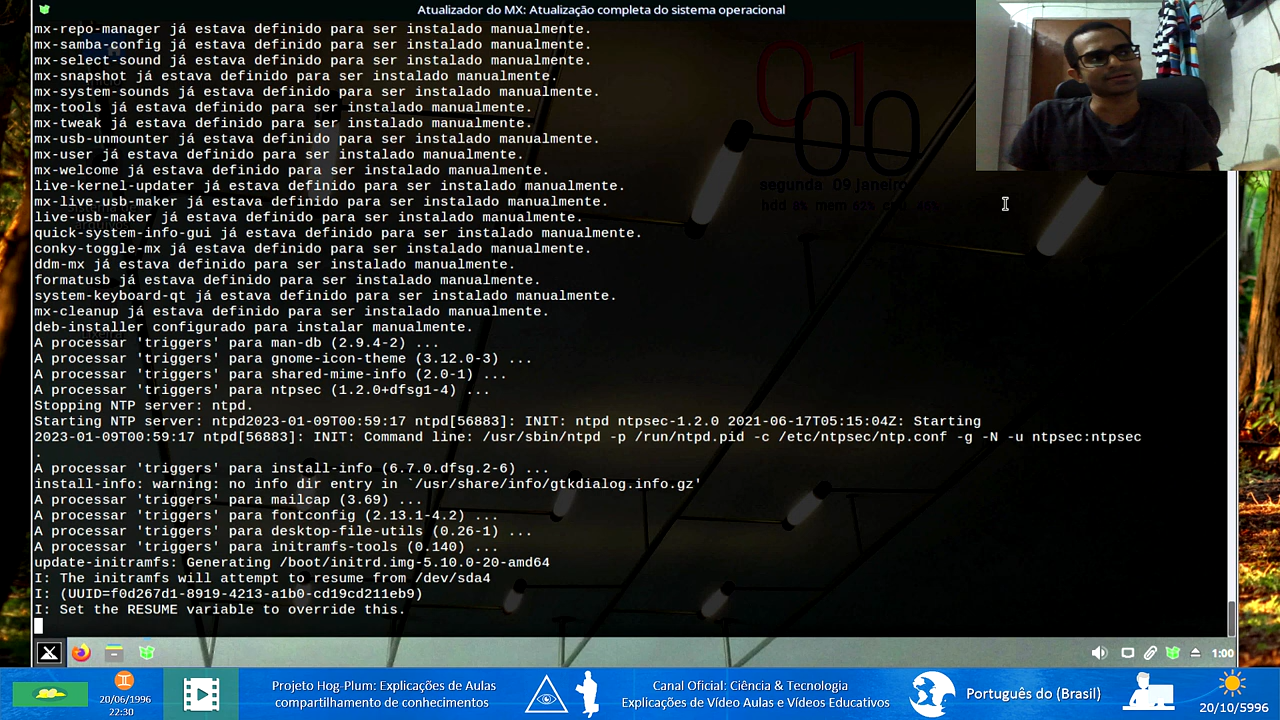 Atualizador do MX: Atualização completa do sistema operacional
mx-repo-manager já estava definido para ser instalado manualmente.
mx-samba-config já estava definido para ser instalado manualmente.
mx-select-sound já estava definido para ser instalado manualmente.
mx-snapshot já estava definido para ser instalado manualmente.
mx-system-sounds já estava definido para ser instalado manualmente.
mx-tools já estava definido para ser instalado manualmente.
mx-tweak já estava definido para ser instalado manualmente.
mx-usb-unmounter já estava definido para ser instalado manualmente.
mx-user já estava definido para ser instalado manualmente.
mx-welcome já estava definido para ser instalado manualmente.
live-kernel-updater já estava definido para ser instalado manualmente.
mx-live-usb-maker já estava definido para ser instalado manualmente.
live-usb-maker já estava definido para ser instalado manualmente.
quick-system-info-gui já estava definido para ser instalado manualmente.
conky-toggle-mx já estava definido para ser instalado manualmente.
ddm-mx já estava definido para ser instalado manualmente.
formatusb já estava definido para ser instalado manualmente.
system-keyboard-qt já estava definido para ser instalado manualmente.
mx-cleanup já estava definido para ser instalado manualmente.
deb-installer configurado para instalar manualmente.
A processar 'triggers' para man-db (2.9.4-2) ...
A processar 'triggers' para gnome-icon-theme (3.12.0-3) ...
A processar 'triggers' para shared-mime-info (2.0-1) ...
A processar 'triggers' para ntpsec (1.2.0+dfsg1-4) ...
Stopping NTP server: ntpd.
Starting NTP server: ntpd2023-01-09T00:59:17 ntpd[56883]: INIT: ntpd ntpsec-1.2.0 2021-06-17T05:15:04Z: Starting
2023-01-09T00:59:17 ntpd[56883]: INIT: Command line: /usr/sbin/ntpd -p /run/ntpd.pid -c /etc/ntpsec/ntp.conf -g -N -u ntpsec:ntpsec
.
A processar 'triggers' para install-info (6.7.0.dfsg.2-6) ...
install-info: warning: no info dir entry in `/usr/share/info/gtkdialog.info.gz'
A processar 'triggers' para mailcap (3.69) ...
A processar 'triggers' para fontconfig (2.13.1-4.2) ...
A processar 'triggers' para desktop-file-utils (0.26-1) ...
A processar 'triggers' para initramfs-tools (0.140) ...
update-initramfs: Generating /boot/initrd.img-5.10.0-20-amd64
I: The initramfs will attempt to resume from /dev/sda4
I: (UUID=f0d267d1-8919-4213-a1b0-cd19cd211eb9)
I: Set the RESUME variable to override this.
01
00
segunda 09 janeiro
1:00
20/06/1996
22:30
Projeto Hog-Plum: Explicações de Aulas
compartilhamento de conhecimentos
Canal Oficial: Ciência & Tecnologia
Explicações de Vídeo Aulas e Vídeos Educativos
Português do (Brasil)
20/10/5996